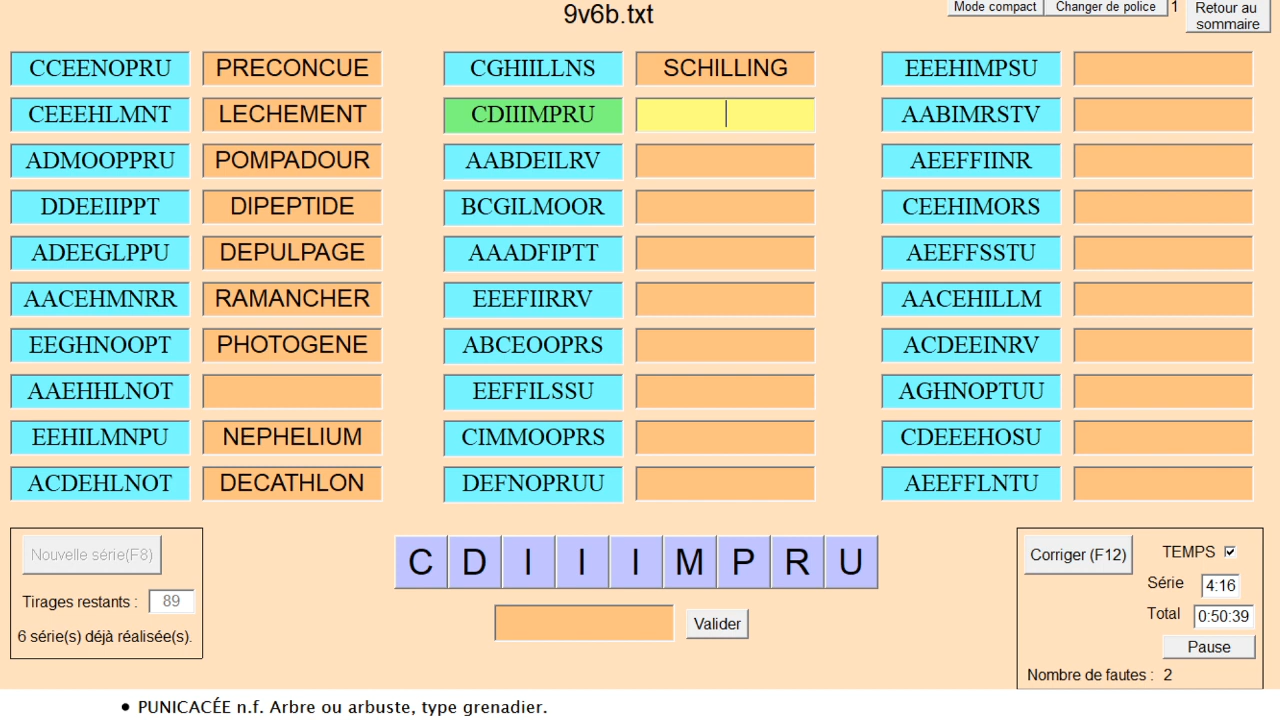 9v6b.txt
Mode compact Changer de police 1 Retour au sommaire
CCEENOPRU PRECONCUE CGHIILLNS SCHILLING EEEHIMPSU
CEEEHLMNT LECHEMENT CDIIIMPRU AABIMRSTV
ADMOOPPRU POMPADOUR AABDEILRV AEEFFIINR
DDEEIIPPT DIPEPTIDE BCGILMOOR CEEHIMORS
ADEEGLPPU DEPULPAGE AAADFIPTT AEEFFSSTU
AACEHMNRR RAMANCHER EEEFIIRRV AACEHILLM
EEGHNOOPT PHOTOGENE ABCEOOPRS ACDEEINRV
AAEHHLNOT EEFFILSSU AGHNOPTUU
EEHILMNPU NEPHELIUM CIMMOOPRS CDEEEHOSU
ACDEHLNOT DECATHLON DEFNOPRUU AEEFFLNTU
Nouvelle série(F8)
Tirages restants : 89
6 série(s) déjà réalisée(s).
C D I I I M P R U
Valider
Corriger (F12) TEMPS
Série 4:16
Total 0:50:39
Pause
Nombre de fautes : 2
• PUNICACÉE n.f. Arbre ou arbuste, type grenadier.